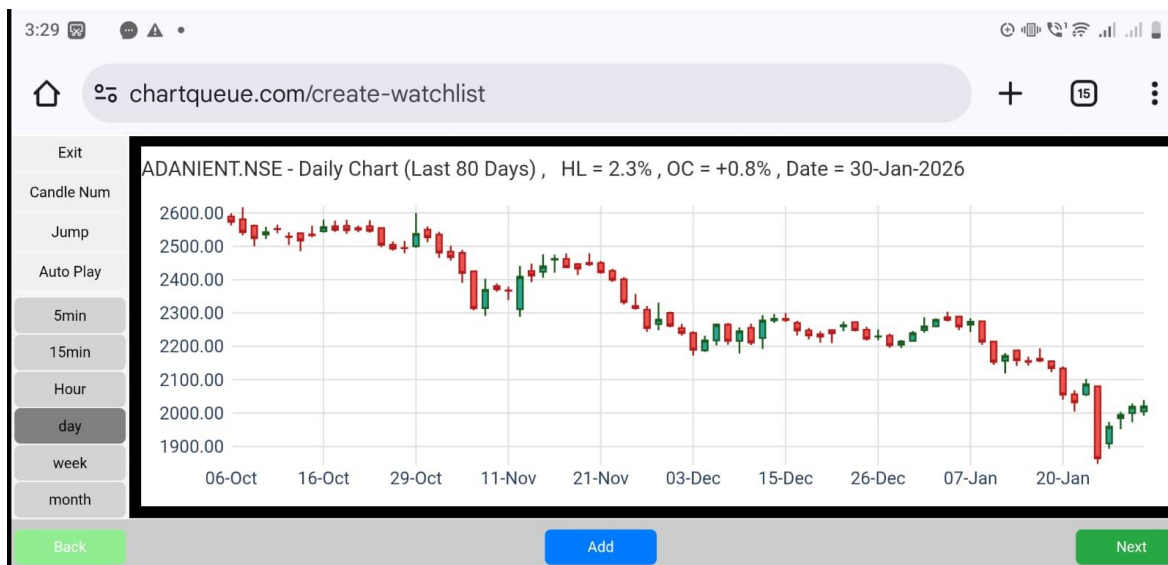 3:29
chartqueue.com/create-watchlist
15
Exit
Candle Num
Jump
Auto Play
5min
15min
Hour
day
week
month
ADANIENT.NSE - Daily Chart (Last 80 Days) , HL = 2.3% , OC = +0.8% , Date = 30-Jan-2026
2600.00
2500.00
2400.00
2300.00
2200.00
2100.00
2000.00
1900.00
06-Oct 16-Oct 29-Oct 11-Nov 21-Nov 03-Dec 15-Dec 26-Dec 07-Jan 20-Jan
Back Add Next